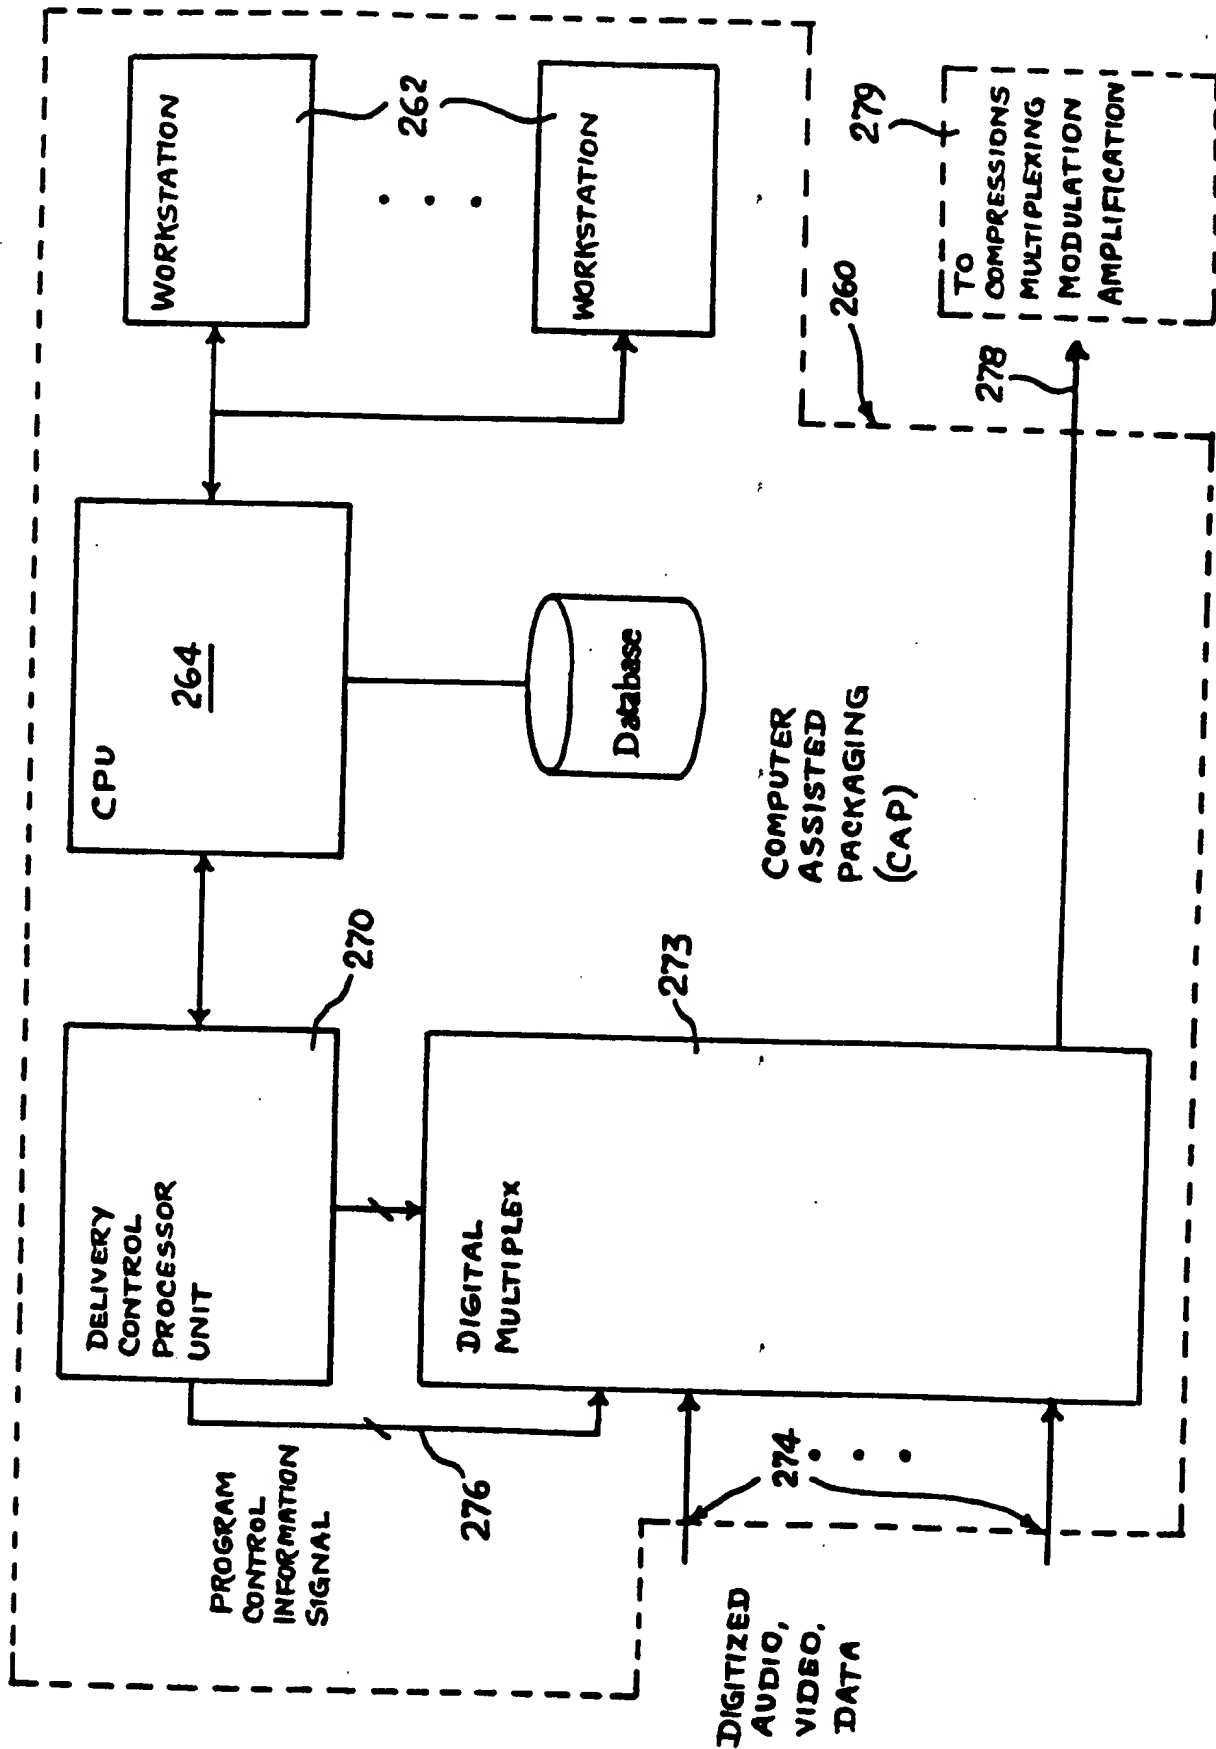 DELIVERY
CONTROL
PROCESSOR
UNIT
270
CPU
264
WORKSTATION
262
WORKSTATION
PROGRAM
CONTROL
INFORMATION
SIGNAL
276
DIGITAL
MULTIPLEX
273
Database
COMPUTER
ASSISTED
PACKAGING
(CAP)
260
274
DIGITIZED
AUDIO,
VIDEO,
DATA
278
279
TO
COMPRESSIONS
MULTIPLEXING
MODULATION
AMPLIFICATION